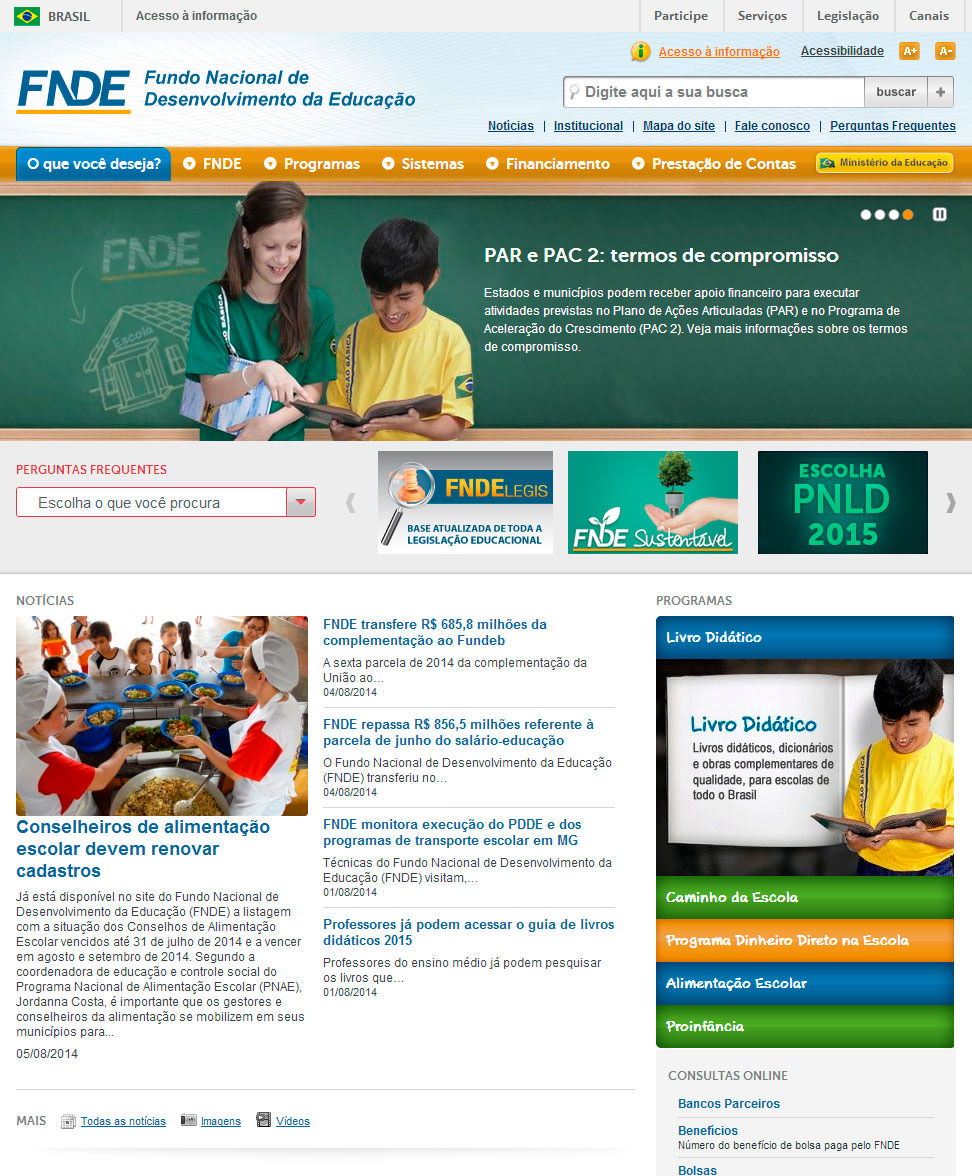 BRASIL
Acesso à informação
Participe
Serviços
Legislação
Canais
Acesso à informação
Acessibilidade
A+
A-
FNDE
Fundo Nacional de
Desenvolvimento da Educação
Digite aqui a sua busca
buscar
+
Notícias | Institucional | Mapa do site | Fale conosco | Perguntas Frequentes
O que você deseja?
FNDE
Programas
Sistemas
Financiamento
Prestação de Contas
Ministério da Educação
FNDE
Escola
PAR e PAC 2: termos de compromisso
Estados e municípios podem receber apoio financeiro para executar
atividades previstas no Plano de Ações Articuladas (PAR) e no Programa de
Aceleração do Crescimento (PAC 2). Veja mais informações sobre os termos
de compromisso.
PERGUNTAS FREQUENTES
Escolha o que você procura
FNDELEGIS
BASE ATUALIZADA DE TODA A
LEGISLAÇÃO EDUCACIONAL
FNDE Sustentável
ESCOLHA
PNLD
2015
NOTÍCIAS
Conselheiros de alimentação
escolar devem renovar
cadastros
Já está disponível no site do Fundo Nacional de
Desenvolvimento da Educação (FNDE) a listagem
com a situação dos Conselhos de Alimentação
Escolar vencidos até 31 de julho de 2014 e a vencer
em agosto e setembro de 2014. Segundo a
coordenadora de educação e controle social do
Programa Nacional de Alimentação Escolar (PNAE),
Jordanna Costa, é importante que os gestores e
conselheiros da alimentação se mobilizem em seus
municípios para...
05/08/2014
FNDE transfere R$ 685,8 milhões da
complementação ao Fundeb
A sexta parcela de 2014 da complementação da
União ao...
04/08/2014
FNDE repassa R$ 856,5 milhões referente à
parcela de junho do salário-educação
O Fundo Nacional de Desenvolvimento da Educação
(FNDE) transferiu no...
04/08/2014
FNDE monitora execução do PDDE e dos
programas de transporte escolar em MG
Técnicas do Fundo Nacional de Desenvolvimento da
Educação (FNDE) visitam,...
01/08/2014
Professores já podem acessar o guia de livros
didáticos 2015
Professores do ensino médio já podem pesquisar
os livros que...
01/08/2014
MAIS
Todas as notícias
Imagens
Vídeos
PROGRAMAS
Livro Didático
Livro Didático
Livros didáticos, dicionários
e obras complementares de
qualidade, para escolas de
todo o Brasil
Caminho da Escola
Programa Dinheiro Direto na Escola
Alimentação Escolar
Proinfância
CONSULTAS ONLINE
Bancos Parceiros
Benefícios
Número do benefício de bolsa paga pelo FNDE
Bolsas